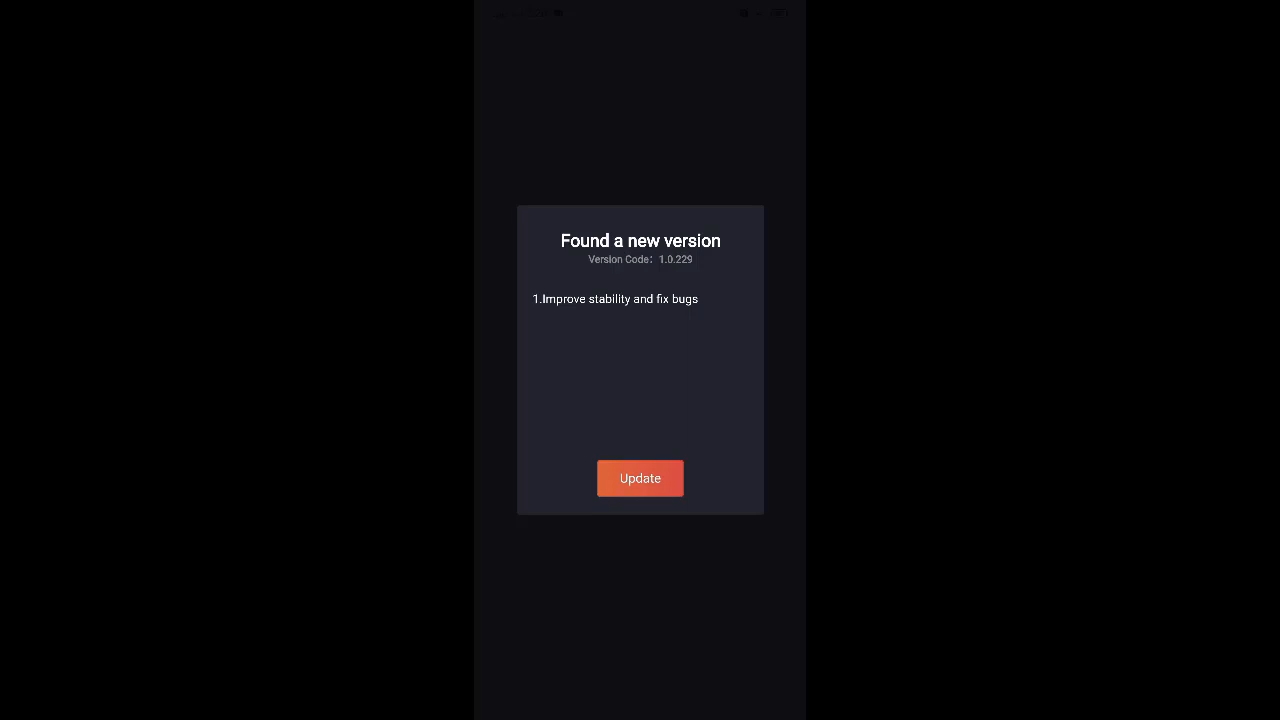 Found a new version
Version Code： 1.0.229
1.Improve stability and fix bugs
Update